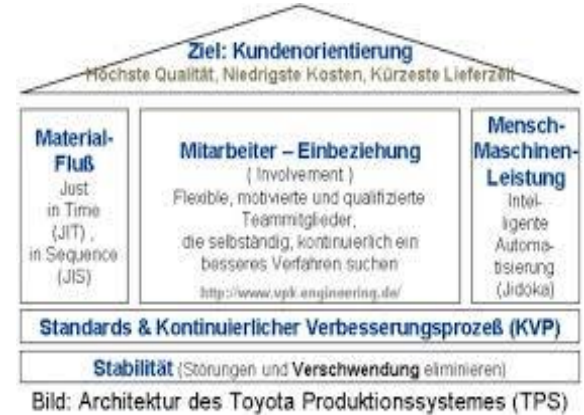 Ziel: Kundenorientierung
Höchste Qualität, Niedrigste Kosten, Kürzeste Lieferzeit
Material-
Fluß
Just
in Time
(JIT) ,
in Sequence
(JIS)
Mitarbeiter – Einbeziehung
( Involvement )
Flexible, motivierte und qualifizierte
Teammitglieder,
die selbständig, kontinuierlich ein
besseres Verfahren suchen
http://www.vpk.engineering.de/
Mensch-
Maschinen-
Leistung
Intel-
ligente
Automa-
tisierung
(Jidoka)
Standards & Kontinuierlicher Verbesserungsprozeß (KVP)
Stabilität (Störungen und Verschwendung eliminieren)
Bild: Architektur des Toyota Produktionssystemes (TPS)